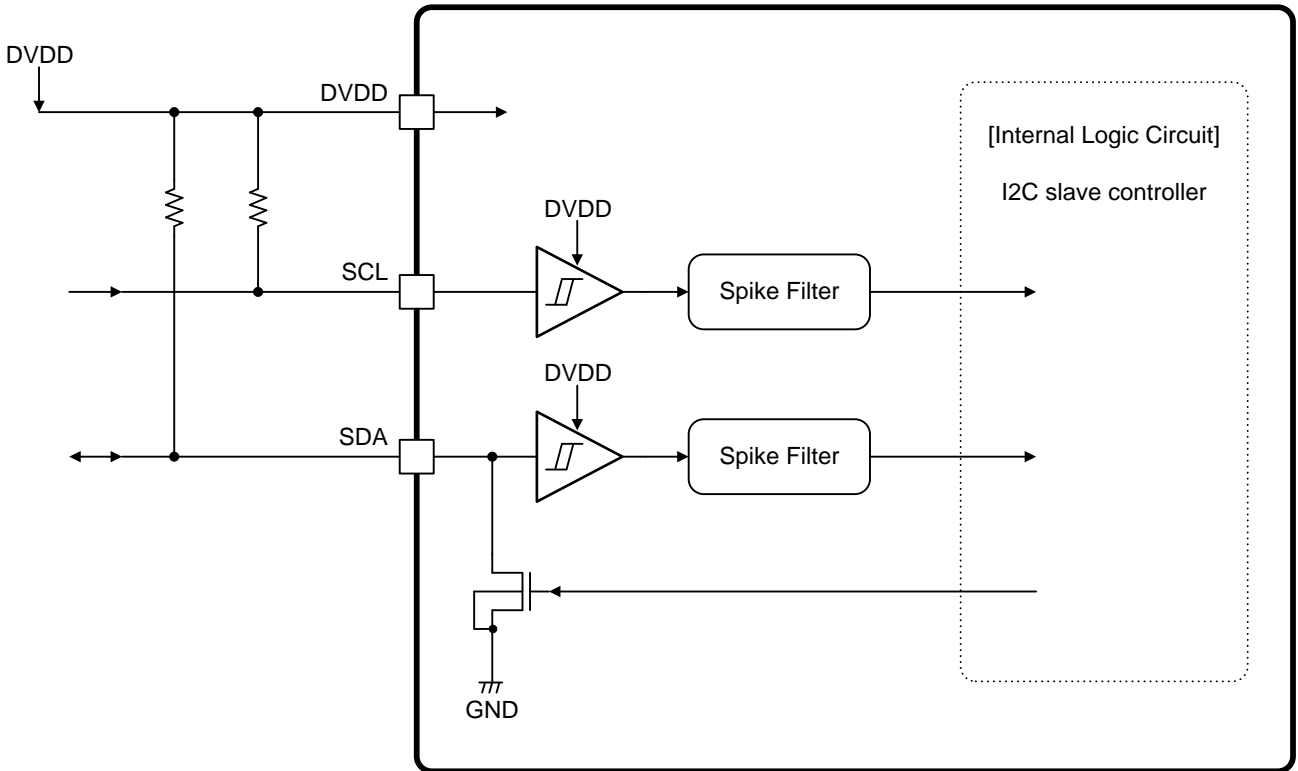 DVDD
DVDD
[Internal Logic Circuit]
I2C slave controller
DVDD
SCL
Spike Filter
DVDD
SDA
Spike Filter
GND